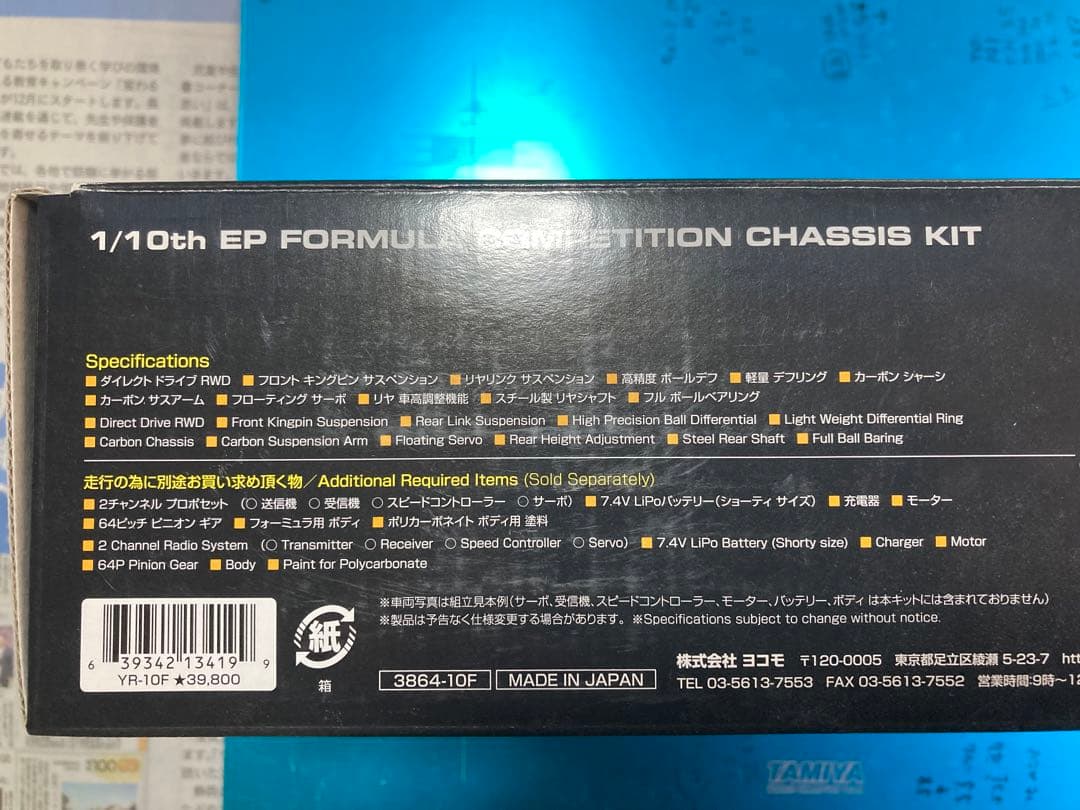 1/10th EP FORMULA COMPETITION CHASSIS KIT
Specifications
■ ダイレクト ドライブ RWD ■ フロント キングピン サスペンション ■ リヤリンク サスペンション ■ 高精度 ボールデフ ■ 軽量 デフリング ■ カーボン シャーシ
■ カーボン サスアーム ■ フローティング サーボ ■ リヤ 車高調整機能 ■ スチール製 リヤシャフト ■ フル ボールベアリング
■ Direct Drive RWD ■ Front Kingpin Suspension ■ Rear Link Suspension ■ High Precision Ball Differential ■ Light Weight Differential Ring
■ Carbon Chassis ■ Carbon Suspension Arm ■ Floating Servo ■ Rear Height Adjustment ■ Steel Rear Shaft ■ Full Ball Baring
走行の為に別途お買い求め頂く物／Additional Required Items (Sold Separately)
■ 2チャンネル プロポセット (○ 送信機 ○ 受信機 ○ スピードコントローラー ○ サーボ) ■ 7.4V LiPoバッテリー(ショーティ サイズ) ■ 充電器 ■ モーター
■ 64ピッチ ピニオン ギア ■ フォーミュラ用 ボディ ■ ポリカーボネイト ボディ用 塗料
■ 2 Channel Radio System (○ Transmitter ○ Receiver ○ Speed Controller ○ Servo) ■ 7.4V LiPo Battery (Shorty size) ■ Charger ■ Motor
■ 64P Pinion Gear ■ Body ■ Paint for Polycarbonate
※車両写真は組立見本例(サーボ、受信機、スピードコントローラー、モーター、バッテリー、ボディ は本キットには含まれておりません)
※製品は予告なく仕様変更する場合があります。 ※Specifications subject to change without notice.
6 39342 13419 9
YR-10F ★39,800
紙
箱
3864-10F MADE IN JAPAN
株式会社 ヨコモ 〒120-0005 東京都足立区綾瀬 5-23-7
TEL 03-5613-7553 FAX 03-5613-7552 営業時間:9時～12
TAMIYA